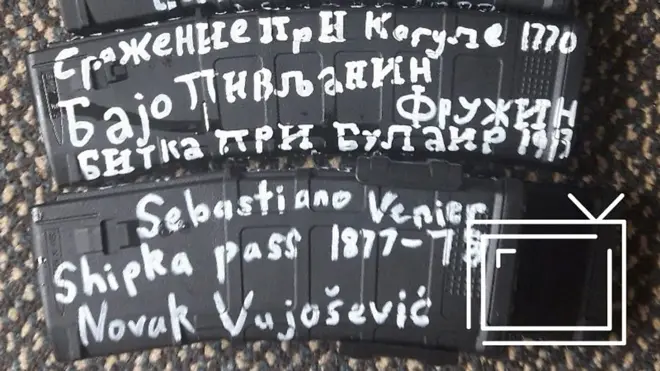 Сражение при Кагуле 1770
Бајо Пивљанин
Фружин
Битка при Булаир 1913
Sebastiano Venier
Shipka pass 1877-78
Novak Vujošević